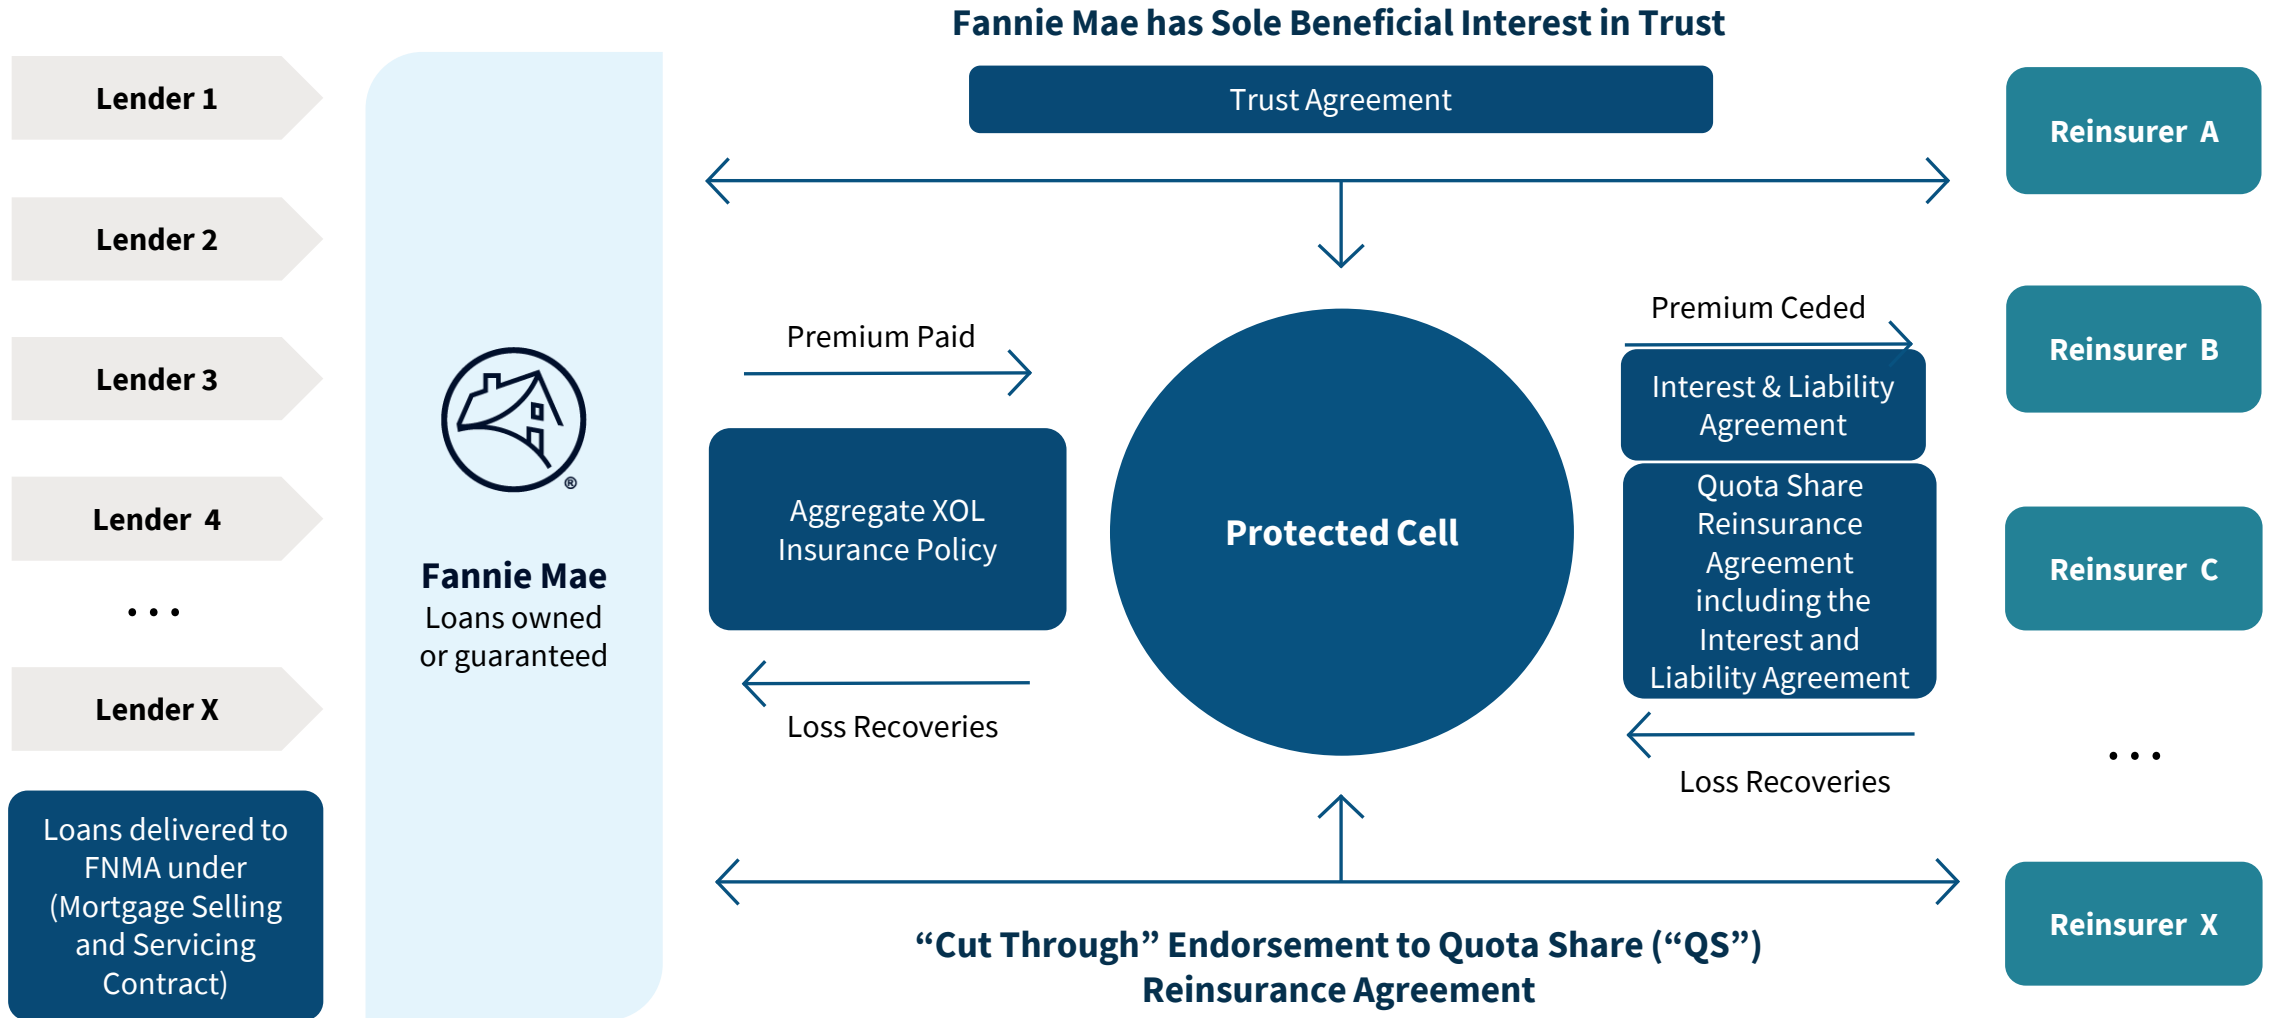 Fannie Mae has Sole Beneficial Interest in Trust
Trust Agreement
Lender 1
Lender 2
Lender 3
Lender 4
...
Lender X
Loans delivered to
FNMA under
(Mortgage Selling
and Servicing
Contract)
®
Fannie Mae
Loans owned
or guaranteed
Premium Paid
Aggregate XOL
Insurance Policy
Loss Recoveries
Protected Cell
Premium Ceded
Interest & Liability
Agreement
Quota Share
Reinsurance
Agreement
including the
Interest and
Liability Agreement
Loss Recoveries
Reinsurer A
Reinsurer B
Reinsurer C
...
Reinsurer X
“Cut Through” Endorsement to Quota Share (“QS”)
Reinsurance Agreement